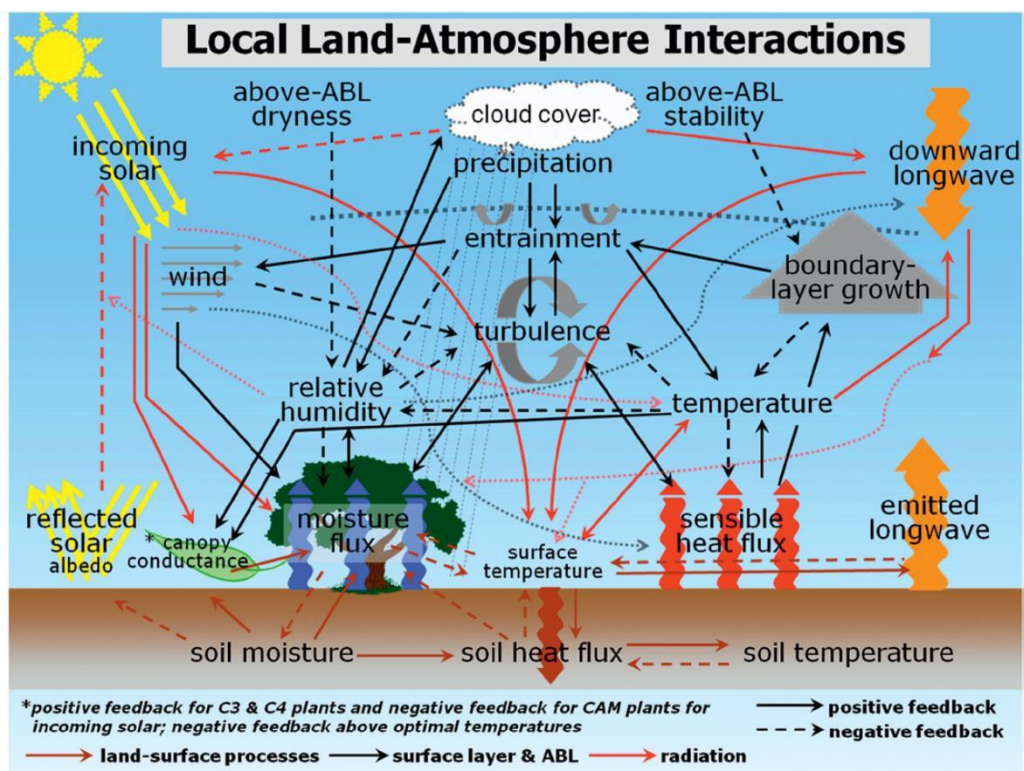 Local Land-Atmosphere Interactions
above-ABL
dryness
cloud cover
above-ABL
stability
incoming
solar
precipitation
downward
longwave
entrainment
wind
boundary-
layer growth
turbulence
relative
humidity
temperature
reflected
solar
albedo
* canopy
conductance
moisture
flux
surface
temperature
sensible
heat flux
emitted
longwave
soil moisture
soil heat flux
soil temperature
*positive feedback for C3 & C4 plants and negative feedback for CAM plants for
incoming solar; negative feedback above optimal temperatures
positive feedback
negative feedback
land-surface processes
surface layer & ABL
radiation